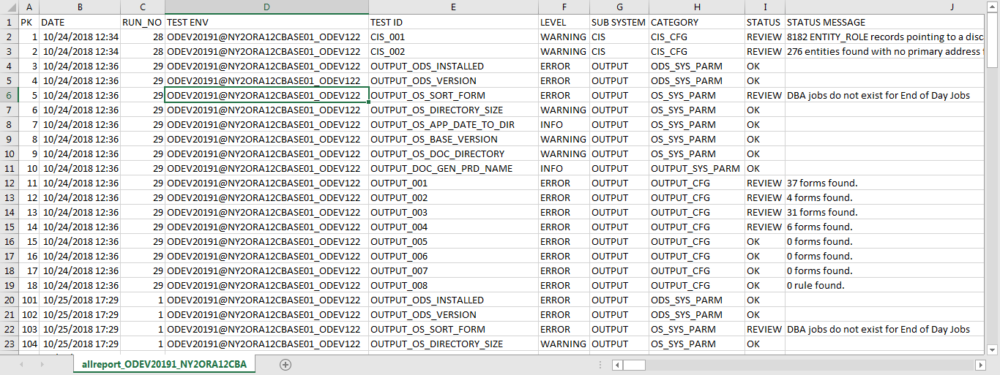 A B C D E F G H I J
1 PK DATE RUN_NO TEST ENV TEST ID LEVEL SUB SYSTEM CATEGORY STATUS STATUS MESSAGE
2 1 10/24/2018 12:34 28 ODEV20191@NY2ORA12CBASE01_ODEV122 CIS_001 WARNING CIS CIS_CFG REVIEW 8182 ENTITY_ROLE records pointing to a disc
3 2 10/24/2018 12:34 28 ODEV20191@NY2ORA12CBASE01_ODEV122 CIS_002 WARNING CIS CIS_CFG REVIEW 276 entities found with no primary address
4 3 10/24/2018 12:36 29 ODEV20191@NY2ORA12CBASE01_ODEV122 OUTPUT_ODS_INSTALLED ERROR OUTPUT ODS_SYS_PARM OK
5 4 10/24/2018 12:36 29 ODEV20191@NY2ORA12CBASE01_ODEV122 OUTPUT_ODS_VERSION ERROR OUTPUT ODS_SYS_PARM OK
6 5 10/24/2018 12:36 29 ODEV20191@NY2ORA12CBASE01_ODEV122 OUTPUT_OS_SORT_FORM ERROR OUTPUT OS_SYS_PARM REVIEW DBA jobs do not exist for End of Day Jobs
7 6 10/24/2018 12:36 29 ODEV20191@NY2ORA12CBASE01_ODEV122 OUTPUT_OS_DIRECTORY_SIZE WARNING OUTPUT OS_SYS_PARM OK
8 7 10/24/2018 12:36 29 ODEV20191@NY2ORA12CBASE01_ODEV122 OUTPUT_OS_APP_DATE_TO_DIR INFO OUTPUT OS_SYS_PARM OK
9 8 10/24/2018 12:36 29 ODEV20191@NY2ORA12CBASE01_ODEV122 OUTPUT_OS_BASE_VERSION WARNING OUTPUT OS_SYS_PARM OK
10 9 10/24/2018 12:36 29 ODEV20191@NY2ORA12CBASE01_ODEV122 OUTPUT_OS_DOC_DIRECTORY WARNING OUTPUT OS_SYS_PARM OK
11 10 10/24/2018 12:36 29 ODEV20191@NY2ORA12CBASE01_ODEV122 OUTPUT_DOC_GEN_PRD_NAME INFO OUTPUT OUTPUT_SYS_PARM OK
12 11 10/24/2018 12:36 29 ODEV20191@NY2ORA12CBASE01_ODEV122 OUTPUT_001 ERROR OUTPUT OUTPUT_CFG REVIEW 37 forms found.
13 12 10/24/2018 12:36 29 ODEV20191@NY2ORA12CBASE01_ODEV122 OUTPUT_002 ERROR OUTPUT OUTPUT_CFG REVIEW 4 forms found.
14 13 10/24/2018 12:36 29 ODEV20191@NY2ORA12CBASE01_ODEV122 OUTPUT_003 ERROR OUTPUT OUTPUT_CFG REVIEW 31 forms found.
15 14 10/24/2018 12:36 29 ODEV20191@NY2ORA12CBASE01_ODEV122 OUTPUT_004 ERROR OUTPUT OUTPUT_CFG REVIEW 6 forms found.
16 15 10/24/2018 12:36 29 ODEV20191@NY2ORA12CBASE01_ODEV122 OUTPUT_005 ERROR OUTPUT OUTPUT_CFG OK 0 forms found.
17 16 10/24/2018 12:36 29 ODEV20191@NY2ORA12CBASE01_ODEV122 OUTPUT_006 ERROR OUTPUT OUTPUT_CFG OK 0 forms found.
18 17 10/24/2018 12:36 29 ODEV20191@NY2ORA12CBASE01_ODEV122 OUTPUT_007 ERROR OUTPUT OUTPUT_CFG OK 0 forms found.
19 18 10/24/2018 12:36 29 ODEV20191@NY2ORA12CBASE01_ODEV122 OUTPUT_008 ERROR OUTPUT OUTPUT_CFG OK 0 rule found.
20 101 10/25/2018 17:29 1 ODEV20191@NY2ORA12CBASE01_ODEV122 OUTPUT_ODS_INSTALLED ERROR OUTPUT ODS_SYS_PARM OK
21 102 10/25/2018 17:29 1 ODEV20191@NY2ORA12CBASE01_ODEV122 OUTPUT_ODS_VERSION ERROR OUTPUT ODS_SYS_PARM OK
22 103 10/25/2018 17:29 1 ODEV20191@NY2ORA12CBASE01_ODEV122 OUTPUT_OS_SORT_FORM ERROR OUTPUT OS_SYS_PARM REVIEW DBA jobs do not exist for End of Day Jobs
23 104 10/25/2018 17:29 1 ODEV20191@NY2ORA12CBASE01_ODEV122 OUTPUT_OS_DIRECTORY_SIZE WARNING OUTPUT OS_SYS_PARM OK
allreport_ODEV20191_NY2ORA12CBA